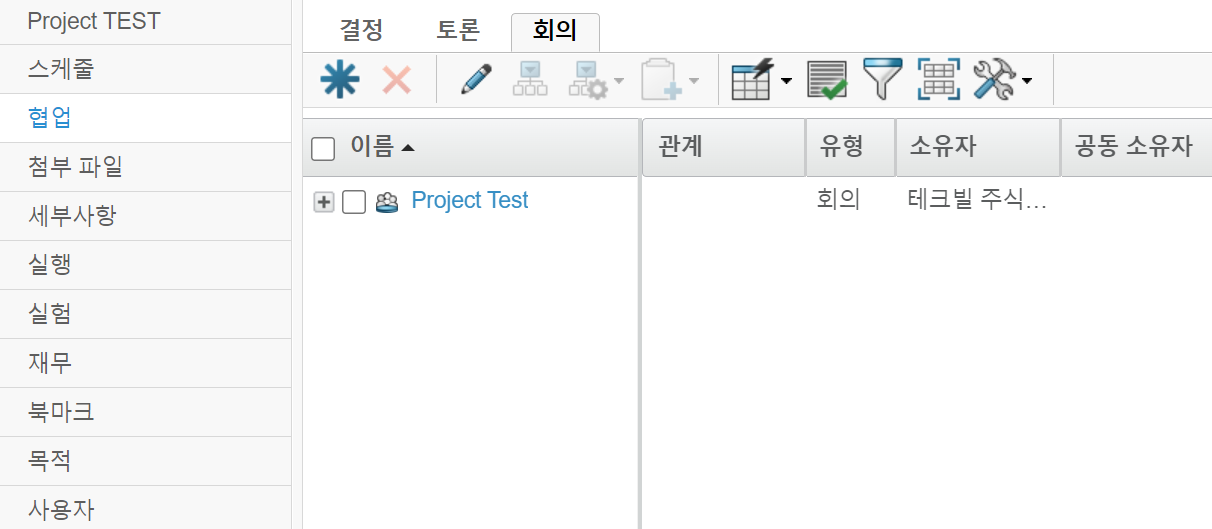 Project TEST
스케줄
협업
첨부 파일
세부사항
실행
실험
재무
북마크
목적
사용자
결정 토론 회의
이름 관계 유형 소유자 공동 소유자
Project Test 회의 테크빌 주식…